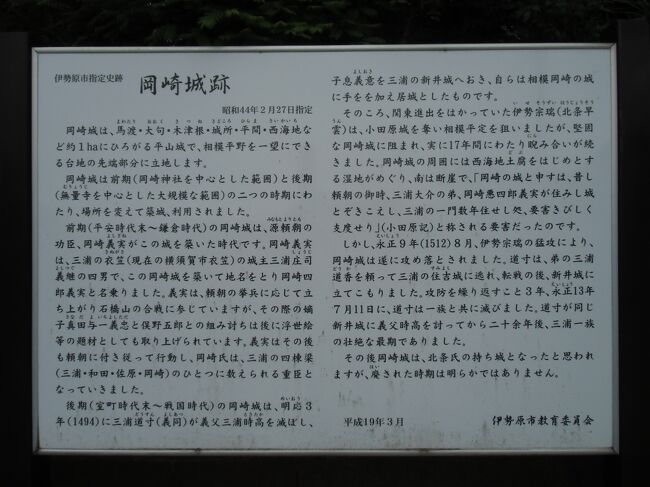 伊勢原市指定史跡
岡崎城跡
昭和44年2月27日指定
岡崎城は、馬渡・大句・木津根・城所・平間・西海地な
ど約1haにひろがる平山城で、相模平野を一望にでき
る台地の先端部分に立地します。
岡崎城は前期(岡崎神社を中心とした範囲)と後期
(無量寺を中心とした大規模な範囲)の二つの時期にわ
たり、場所を変えて築城、利用されました。
前期(平安時代末〜鎌倉時代)の岡崎城は、源頼朝の
功臣、岡崎義実がこの城を築いた時代です。岡崎義実
は、三浦の衣笠(現在の横須賀市衣笠)の城主三浦庄司
義継の四男で、この岡崎城を築いて地名をとり岡崎四
郎義実と名乗りました。義実は、頼朝の挙兵に応じて立
ち上がり石橋山の合戦に参じていますが、その際の嫡
子真田与一義忠と俣野五郎との組み討ちは後に浮世絵
等の題材としても取り上げられています。義実はその後
も頼朝に付き従って行動し、岡崎氏は、三浦の四棟梁
(三浦・和田・佐原・岡崎)のひとつに数えられる重臣と
なっていきました。
後期(室町時代末〜戦国時代)の岡崎城は、明応3
年(1494)に三浦道寸(義同)が義父三浦時高を滅ぼし、
子息義意を三浦の新井城へおき、自らは相模岡崎の城
に手をを加え居城としたものです。
そのころ、関東進出をはかっていた伊勢宗瑞(北条早
雲)は、小田原城を奪い相模平定を狙いましたが、堅固
な岡崎城に阻まれ、実に17年間にわたり睨み合いが続
きました。岡崎城の周囲には西海地土腐をはじめとす
る湿地がめぐり、南は断崖で、「岡崎の城と申すは、昔し
頼朝の御時、三浦大介の弟、岡崎悪四郎義実が住みし城
とぞきこえし、三浦の一門数年住せし処、要害きびしく
支度せり」(小田原記)と称される要害だったのです。
しかし、永正9年(1512)8月、伊勢宗瑞の猛攻により、
岡崎城は遂に攻め落とされました。道寸は、弟の三浦
道香を頼って三浦の住吉城に逃れ、転戦の後、新井城に
立てこもりました。攻防を繰り返すこと3年、永正13年
7月11日に、道寸は一族と共に滅びました。道寸が同じ
新井城に義父時高を討ってから二十余年後、三浦一族
の壮絶な最期でありました。
その後岡崎城は、北条氏の持ち城となったと思われ
ますが、廃された時期は明らかではありません。
平成19年3月
伊勢原市教育委員会